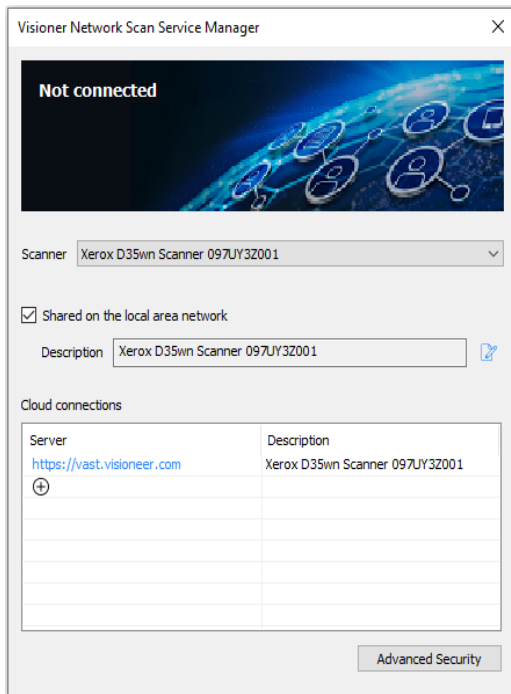 Visioner Network Scan Service Manager
Not connected
Scanner Xerox D35wn Scanner 097UY3Z001
Shared on the local area network
Description Xerox D35wn Scanner 097UY3Z001
Cloud connections
Server Description
https://vast.visioneer.com Xerox D35wn Scanner 097UY3Z001
Advanced Security